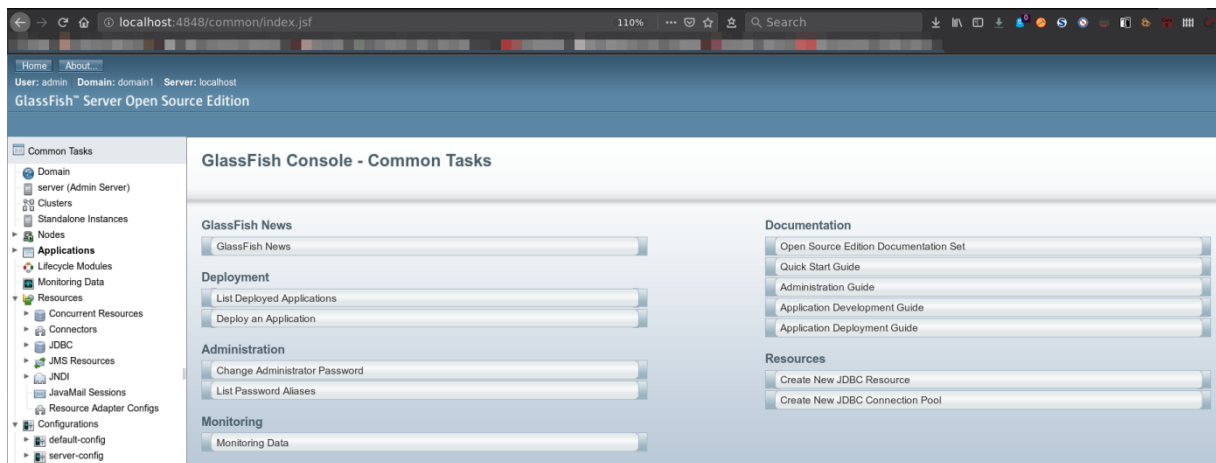 localhost:4848/common/index.jsf
110%
Search
Home About...
User: admin Domain: domain1 Server: localhost
GlassFish™ Server Open Source Edition
Common Tasks
Domain
server (Admin Server)
Clusters
Standalone Instances
Nodes
Applications
Lifecycle Modules
Monitoring Data
Resources
Concurrent Resources
Connectors
JDBC
JMS Resources
JNDI
JavaMail Sessions
Resource Adapter Configs
Configurations
default-config
server-config
GlassFish Console - Common Tasks
GlassFish News
GlassFish News
Deployment
List Deployed Applications
Deploy an Application
Administration
Change Administrator Password
List Password Aliases
Monitoring
Monitoring Data
Documentation
Open Source Edition Documentation Set
Quick Start Guide
Administration Guide
Application Development Guide
Application Deployment Guide
Resources
Create New JDBC Resource
Create New JDBC Connection Pool